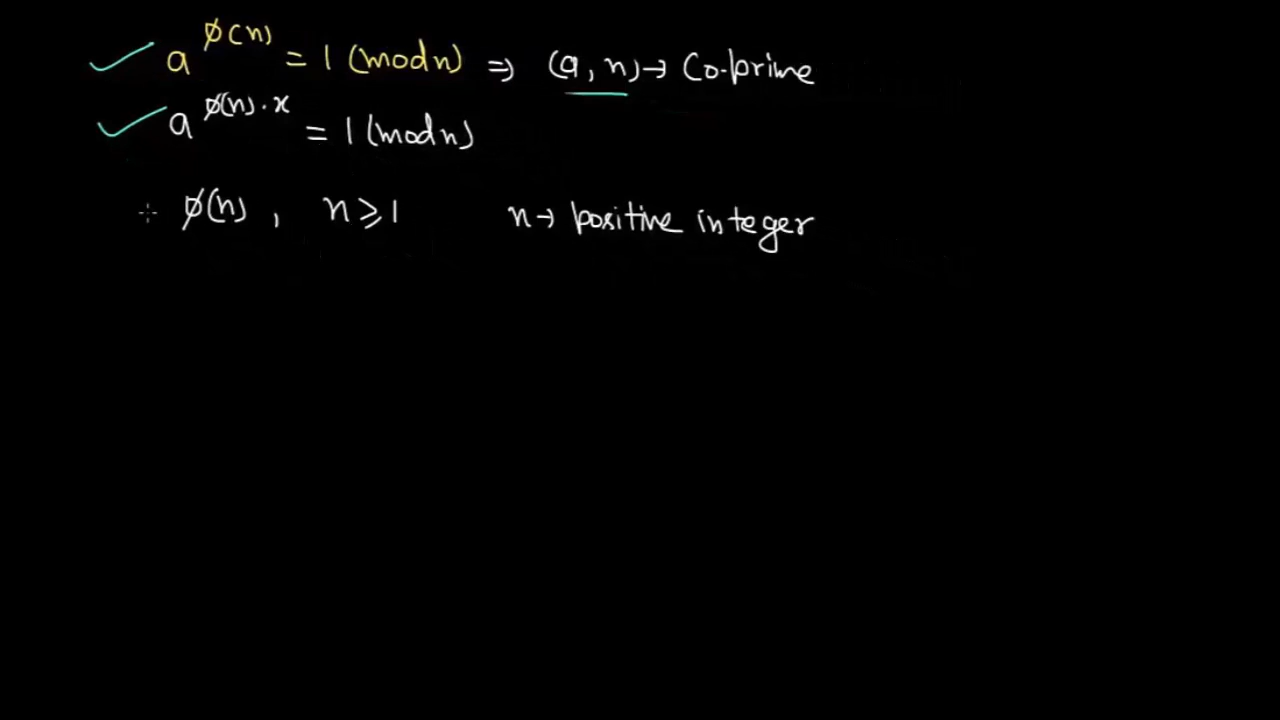 a^ø(n) = 1 (mod n) ⇒ (a, n) → Co-prime
a^ø(n)·x = 1 (mod n)
ø(n), n ≥ 1 n → positive integer